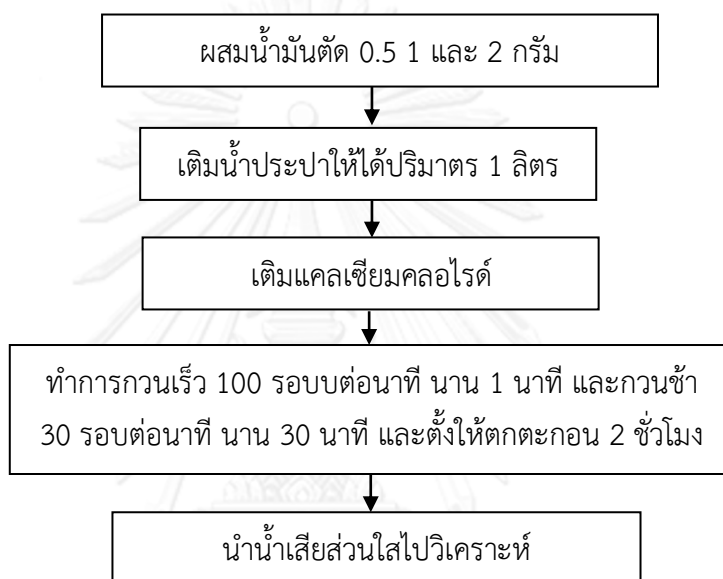 ผสมน้ำมันตัด 0.5 1 และ 2 กรัม
เติมน้ำประปาให้ได้ปริมาตร 1 ลิตร
เติมแคลเซียมคลอไรด์
ทำการกวนเร็ว 100 รอบบต่อนาที นาน 1 นาที และกวนช้า
30 รอบต่อนาที นาน 30 นาที และตั้งให้ตกตะกอน 2 ชั่วโมง
นำน้ำเสียส่วนใสไปวิเคราะห์